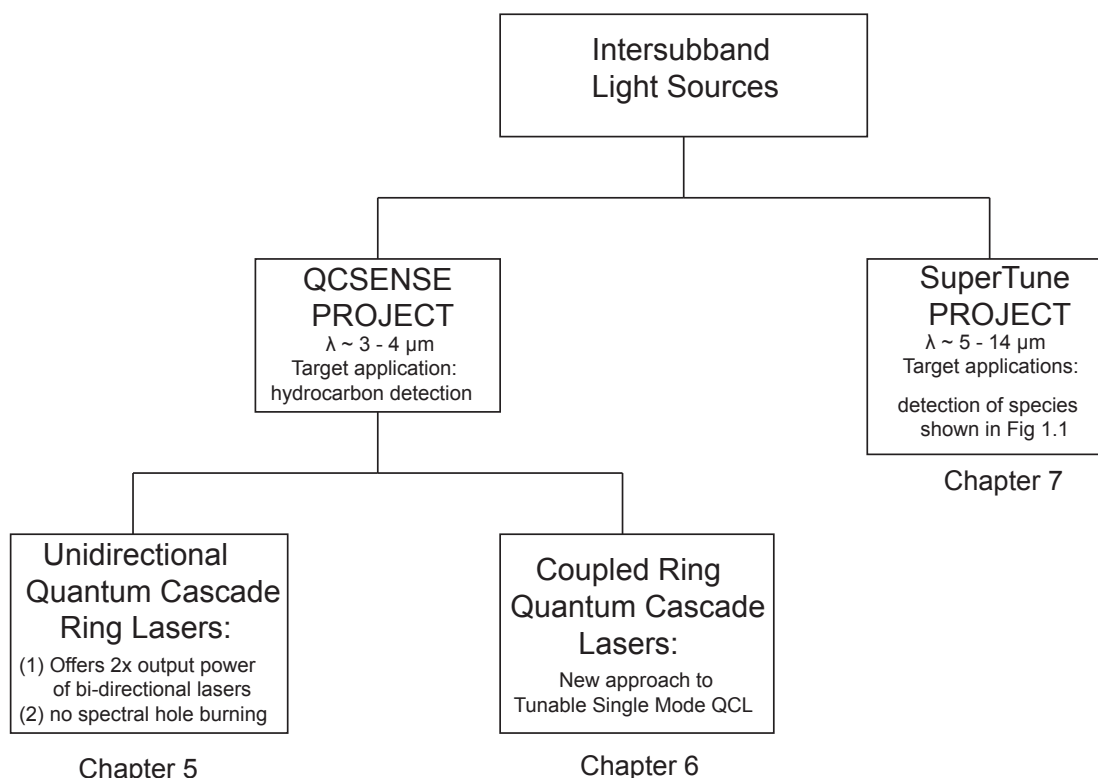 Intersubband
Light Sources
QCSENSE
PROJECT
λ ~ 3 - 4 µm
Target application:
hydrocarbon detection
SuperTune
PROJECT
λ ~ 5 - 14 µm
Target applications:
detection of species
shown in Fig 1.1
Chapter 7
Unidirectional
Quantum Cascade
Ring Lasers:
(1) Offers 2x output power
of bi-directional lasers
(2) no spectral hole burning
Chapter 5
Coupled Ring
Quantum Cascade
Lasers:
New approach to
Tunable Single Mode QCL
Chapter 6